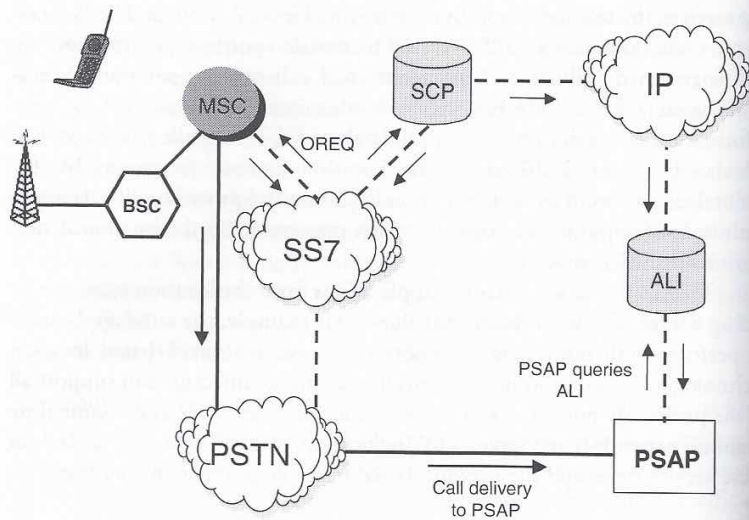 SCP
IP
MSC
OREQ
BSC
SS7
ALI
PSAP queries
ALI
PSTN
PSAP
Call delivery
to PSAP